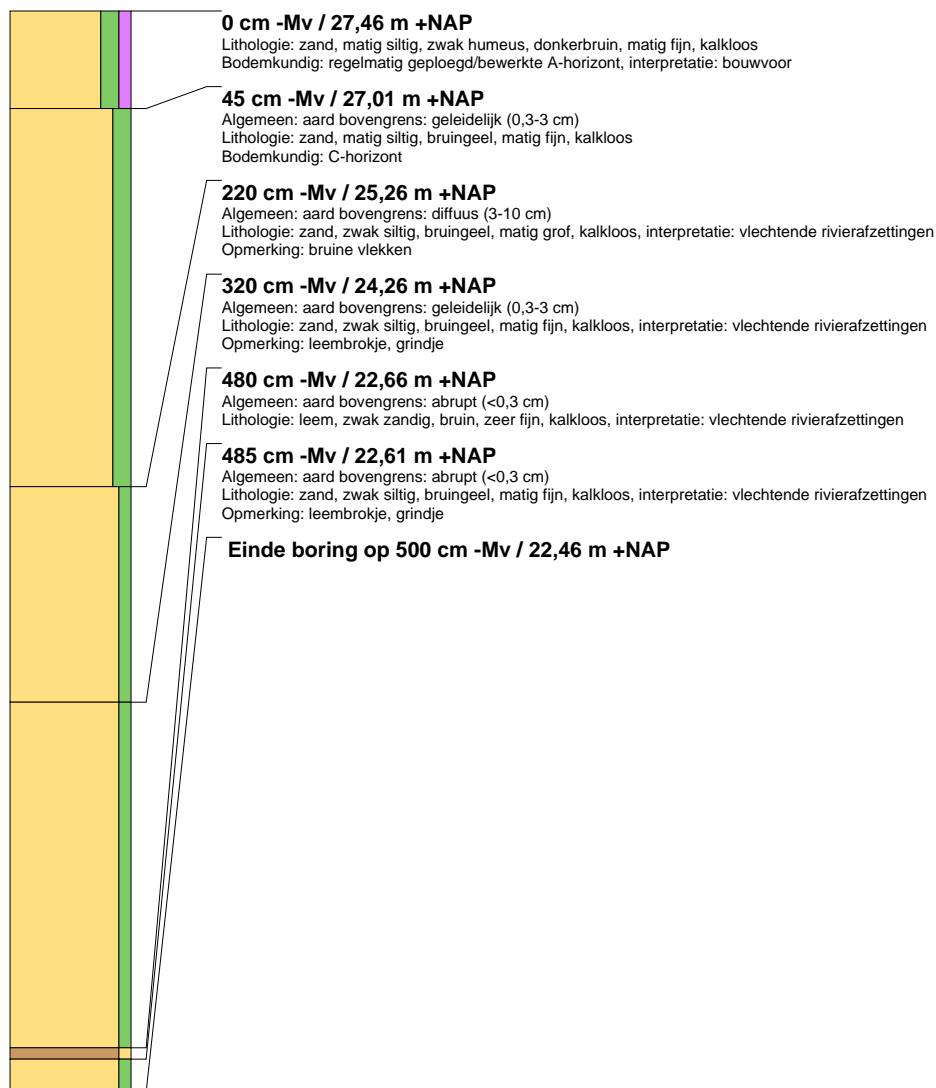 0 cm -Mv / 27,46 m +NAP
Lithologie: zand, matig siltig, zwak humeus, donkerbruin, matig fijn, kalkloos
Bodemkundig: regelmatig geploegd/bewerkte A-horizont, interpretatie: bouwvoor
45 cm -Mv / 27,01 m +NAP
Algemeen: aard bovengrens: geleidelijk (0,3-3 cm)
Lithologie: zand, matig siltig, bruingeel, matig fijn, kalkloos
Bodemkundig: C-horizont
220 cm -Mv / 25,26 m +NAP
Algemeen: aard bovengrens: diffuus (3-10 cm)
Lithologie: zand, zwak siltig, bruingeel, matig grof, kalkloos, interpretatie: vlechtende rivierafzettingen
Opmerking: bruine vlekken
320 cm -Mv / 24,26 m +NAP
Algemeen: aard bovengrens: geleidelijk (0,3-3 cm)
Lithologie: zand, zwak siltig, bruingeel, matig fijn, kalkloos, interpretatie: vlechtende rivierafzettingen
Opmerking: leembrokje, grindje
480 cm -Mv / 22,66 m +NAP
Algemeen: aard bovengrens: abrupt (<0,3 cm)
Lithologie: leem, zwak zandig, bruin, zeer fijn, kalkloos, interpretatie: vlechtende rivierafzettingen
485 cm -Mv / 22,61 m +NAP
Algemeen: aard bovengrens: abrupt (<0,3 cm)
Lithologie: zand, zwak siltig, bruingeel, matig fijn, kalkloos, interpretatie: vlechtende rivierafzettingen
Opmerking: leembrokje, grindje
Einde boring op 500 cm -Mv / 22,46 m +NAP